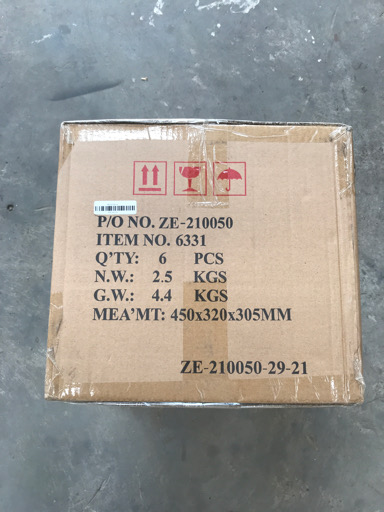 P/O NO. ZE-210050
ITEM NO. 6331
Q'TY: 6 PCS
N.W.: 2.5 KGS
G.W.: 4.4 KGS
MEA'MT: 450x320x305MM
ZE-210050-29-21